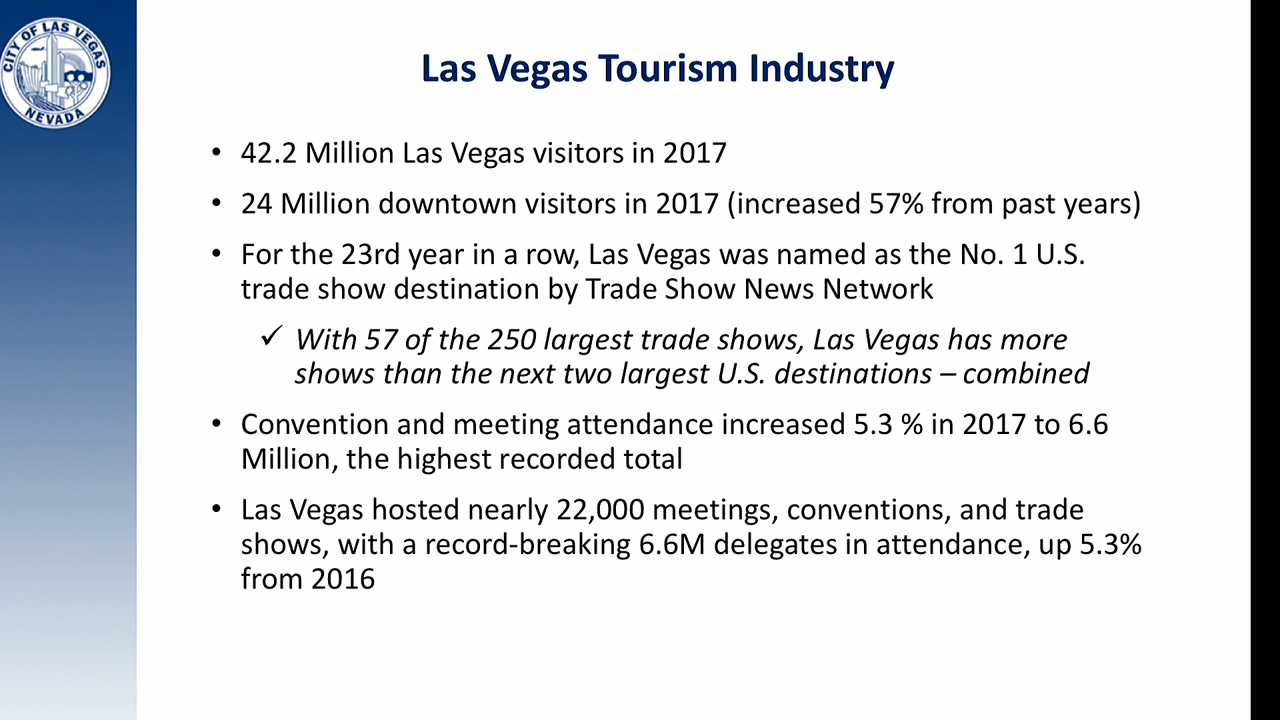 CITY OF LAS VEGAS
NEVADA
Las Vegas Tourism Industry
• 42.2 Million Las Vegas visitors in 2017
• 24 Million downtown visitors in 2017 (increased 57% from past years)
• For the 23rd year in a row, Las Vegas was named as the No. 1 U.S.
trade show destination by Trade Show News Network
✓ With 57 of the 250 largest trade shows, Las Vegas has more
shows than the next two largest U.S. destinations – combined
• Convention and meeting attendance increased 5.3 % in 2017 to 6.6
Million, the highest recorded total
• Las Vegas hosted nearly 22,000 meetings, conventions, and trade
shows, with a record-breaking 6.6M delegates in attendance, up 5.3%
from 2016